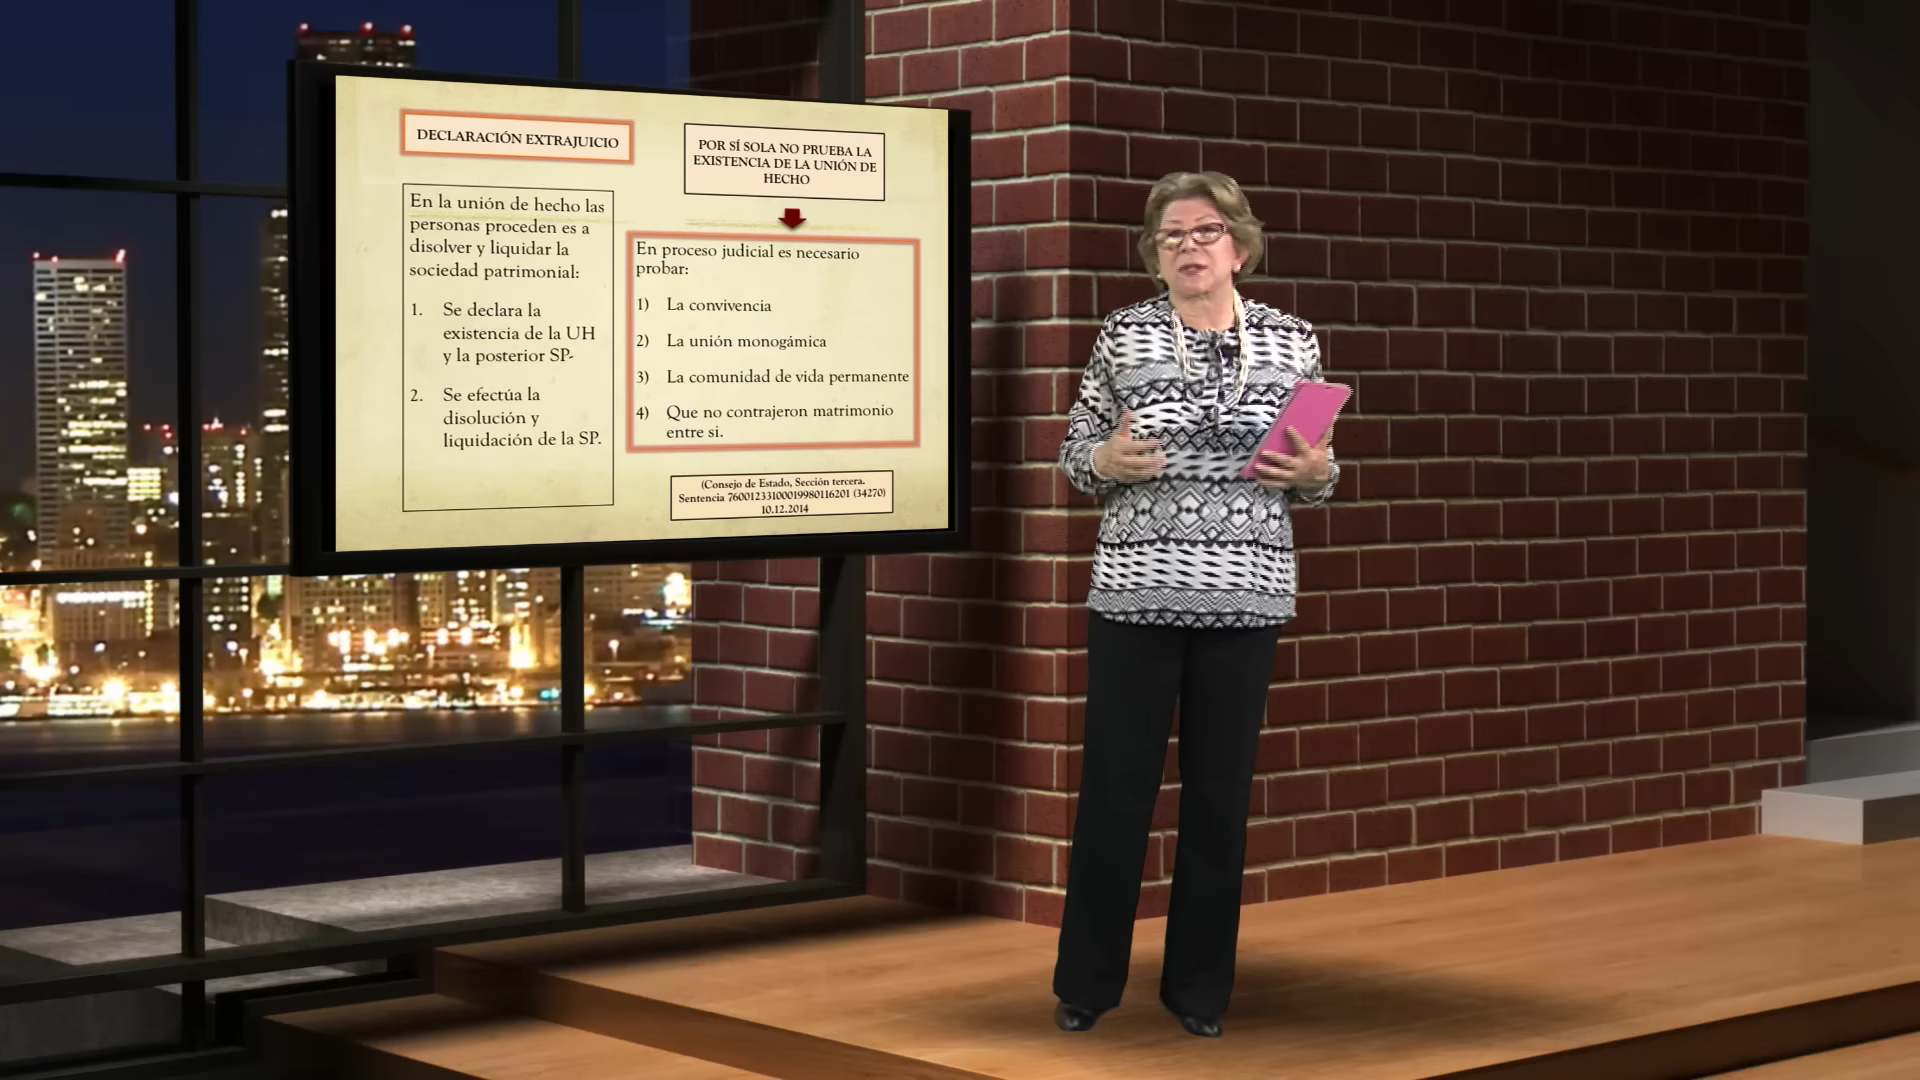 DECLARACIÓN EXTRAJUICIO
En la unión de hecho las
personas proceden es a
disolver y liquidar la
sociedad patrimonial:
1. Se declara la
existencia de la UH
y la posterior SP-
2. Se efectúa la
disolución y
liquidación de la SP.
POR SÍ SOLA NO PRUEBA LA
EXISTENCIA DE LA UNIÓN DE
HECHO
En proceso judicial es necesario
probar:
1) La convivencia
2) La unión monogámica
3) La comunidad de vida permanente
4) Que no contrajeron matrimonio
entre si.
(Consejo de Estado, Sección tercera.
Sentencia 76001233100019980116201 (34270)
10.12.2014